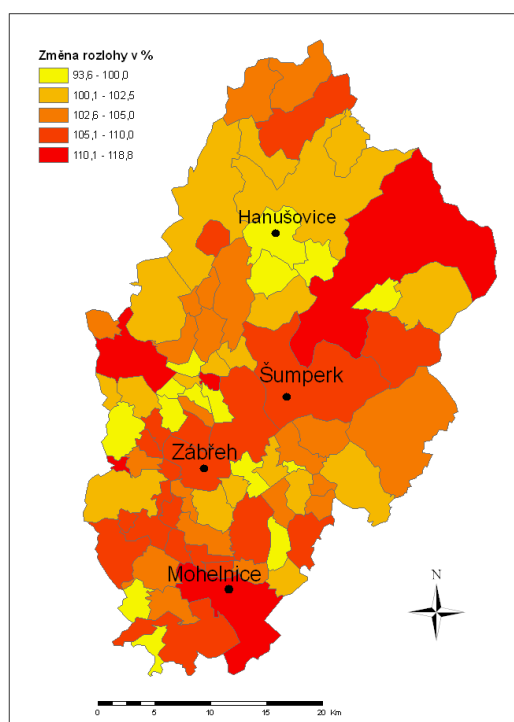 Změna rozlohy v %
93,6 - 100,0
100,1 - 102,5
102,6 - 105,0
105,1 - 110,0
110,1 - 118,8
Hanušovice
Šumperk
Zábřeh
Mohelnice
N
0 5 10 15 20 Km